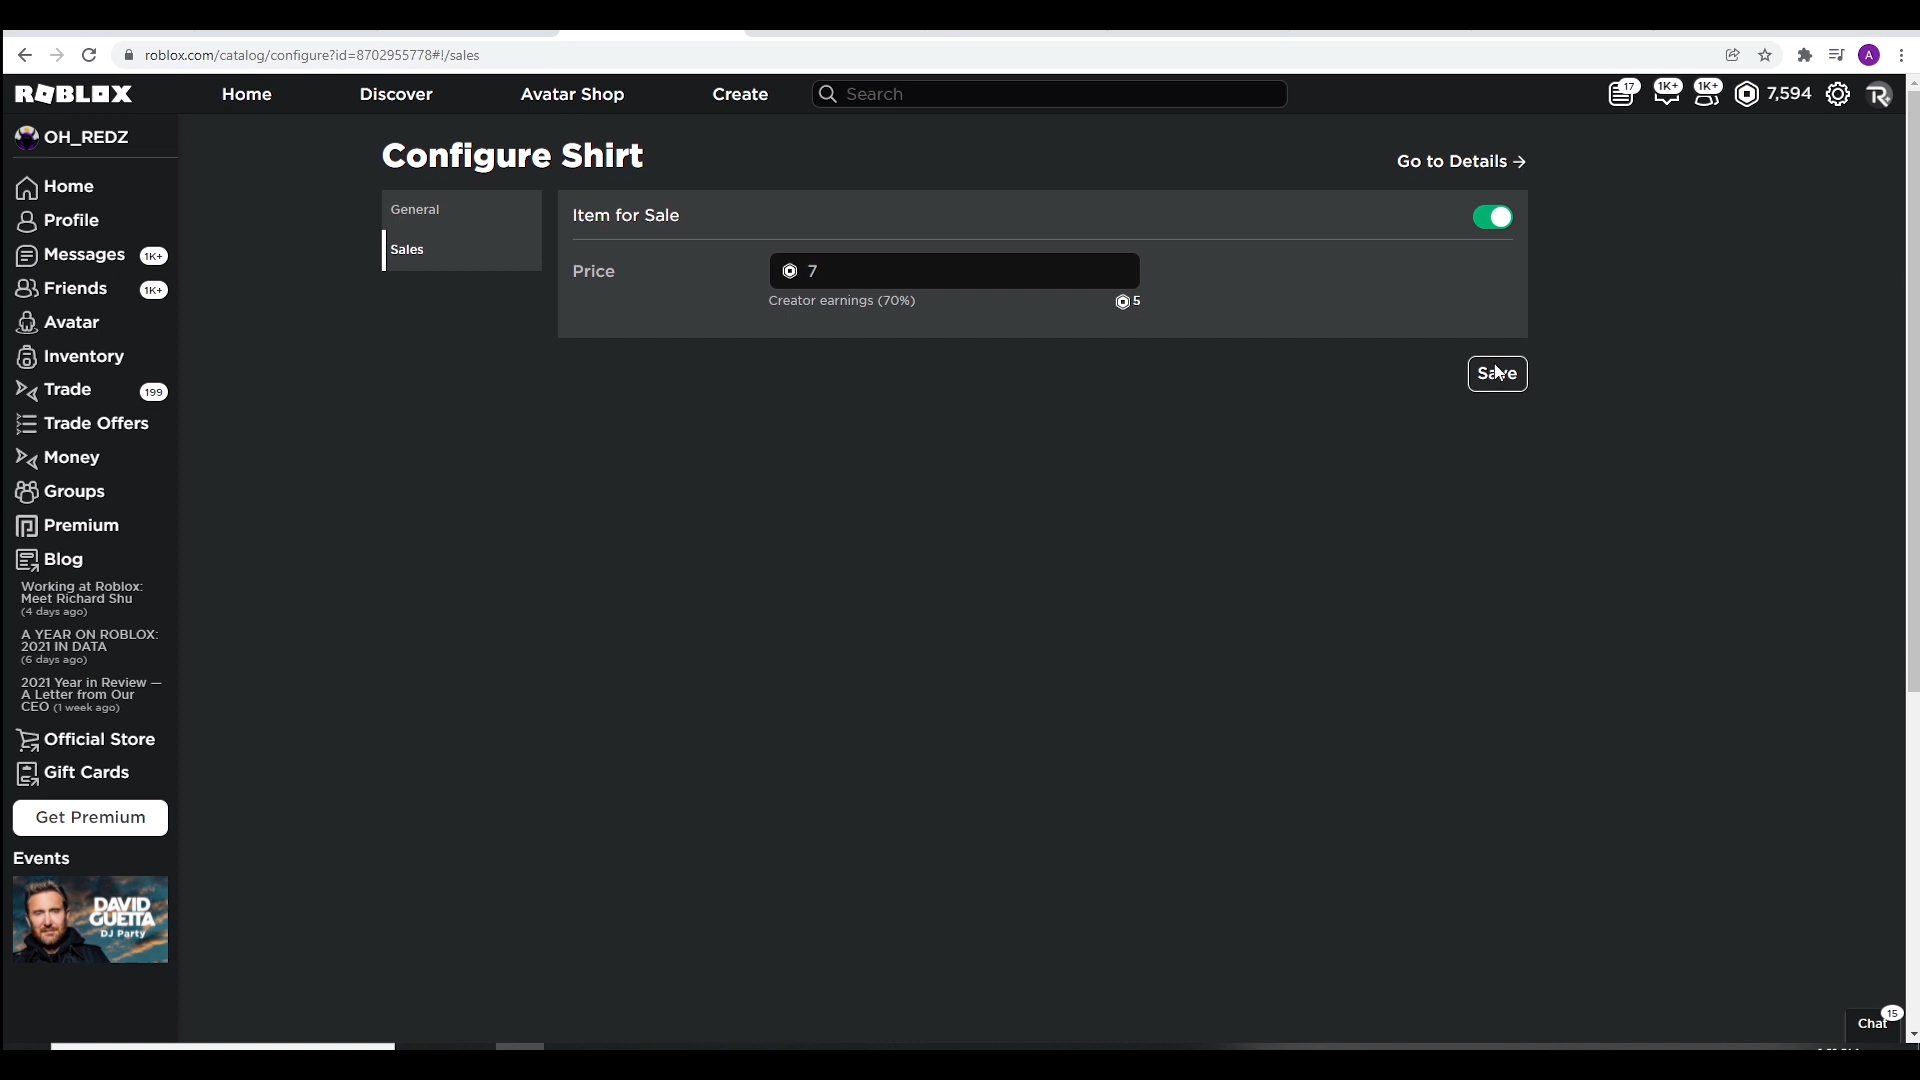 roblox.com/catalog/configure?id=8702955778#!/sales
A
ROBLOX
Home
Discover
Avatar Shop
Create
Search
17
1K+
1K+
7,594
OH_REDZ
Home
Profile
Messages 1K+
Friends 1K+
Avatar
Inventory
Trade 199
Trade Offers
Money
Groups
Premium
Blog
Working at Roblox:
Meet Richard Shu
(4 days ago)
A YEAR ON ROBLOX:
2021 IN DATA
(6 days ago)
2021 Year in Review —
A Letter from Our
CEO (1 week ago)
Official Store
Gift Cards
Get Premium
Events
DAVID
GUETTA
DJ Party
Configure Shirt
Go to Details →
General
Sales
Item for Sale
Price
7
Creator earnings (70%)
5
Save
Chat
15